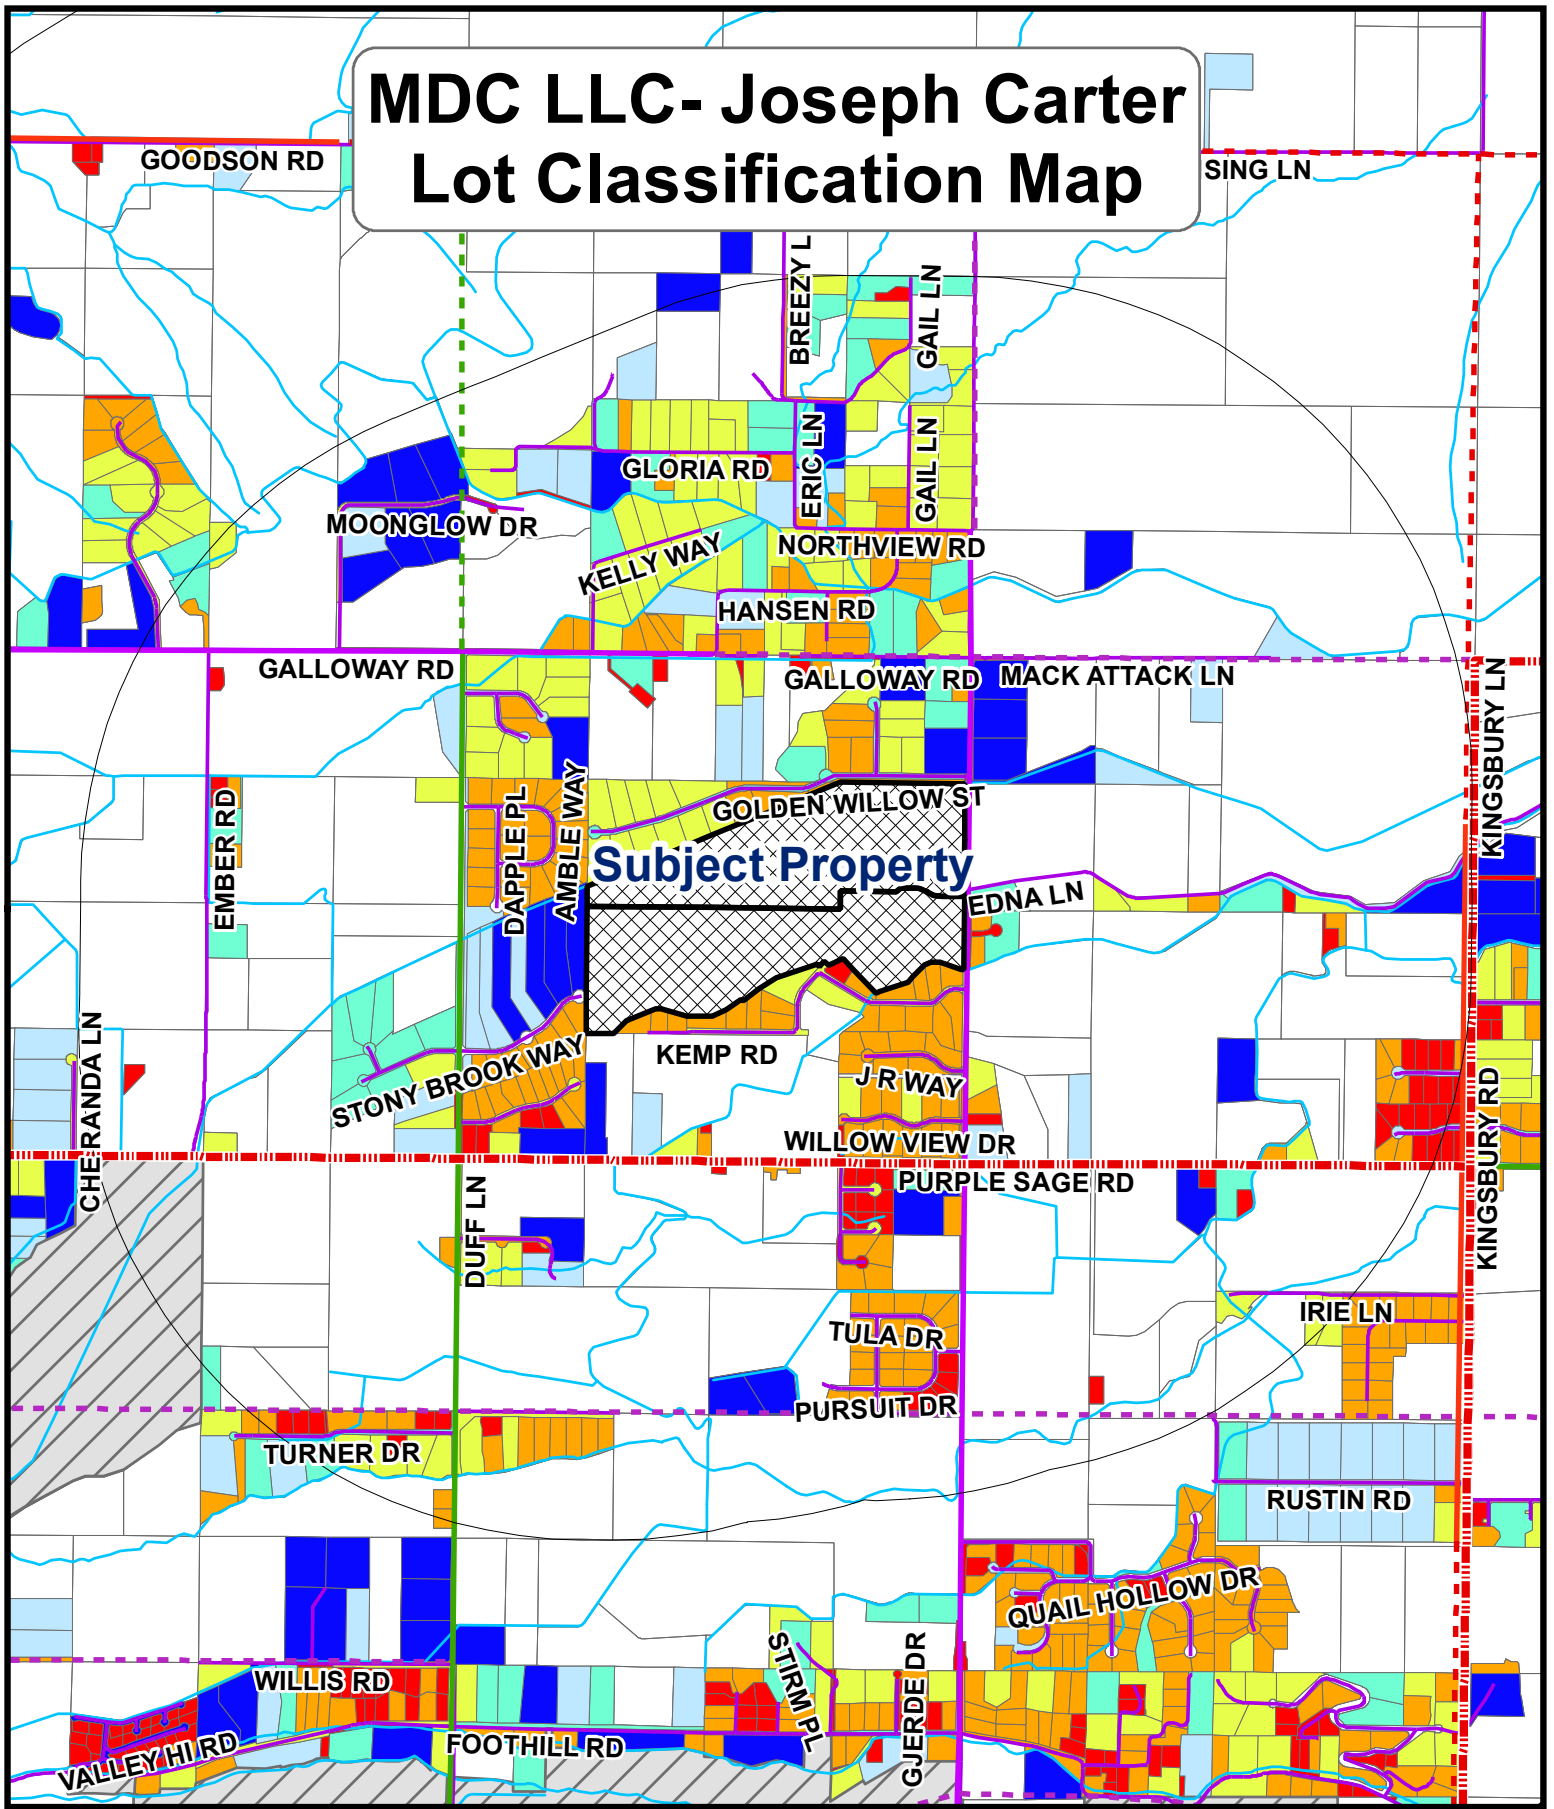 MDC LLC- Joseph Carter
Lot Classification Map
GOODSON RD
SING LN
BREEZY L
GAIL LN
ERIC LN
GAIL LN
GLORIA RD
MOONGLOW DR
KELLY WAY
NORTHVIEW RD
HANSEN RD
GALLOWAY RD
GALLOWAY RD
MACK ATTACK LN
KINGSBURY LN
EMBER RD
DAPPLE PL
AMBLE WAY
GOLDEN WILLOW ST
Subject Property
EDNA LN
CHE
RANDA LN
STONY BROOK WAY
KEMP RD
J R WAY
WILLOW VIEW DR
KINGSBURY RD
PURPLE SAGE RD
DUFF LN
KINGSBURY RD
IRIE LN
TULA DR
PURSUIT DR
TURNER DR
RUSTIN RD
QUAIL HOLLOW DR
STIRM PL
GJERDE DR
WILLIS RD
VALLEY HI RD
FOOTHILL RD